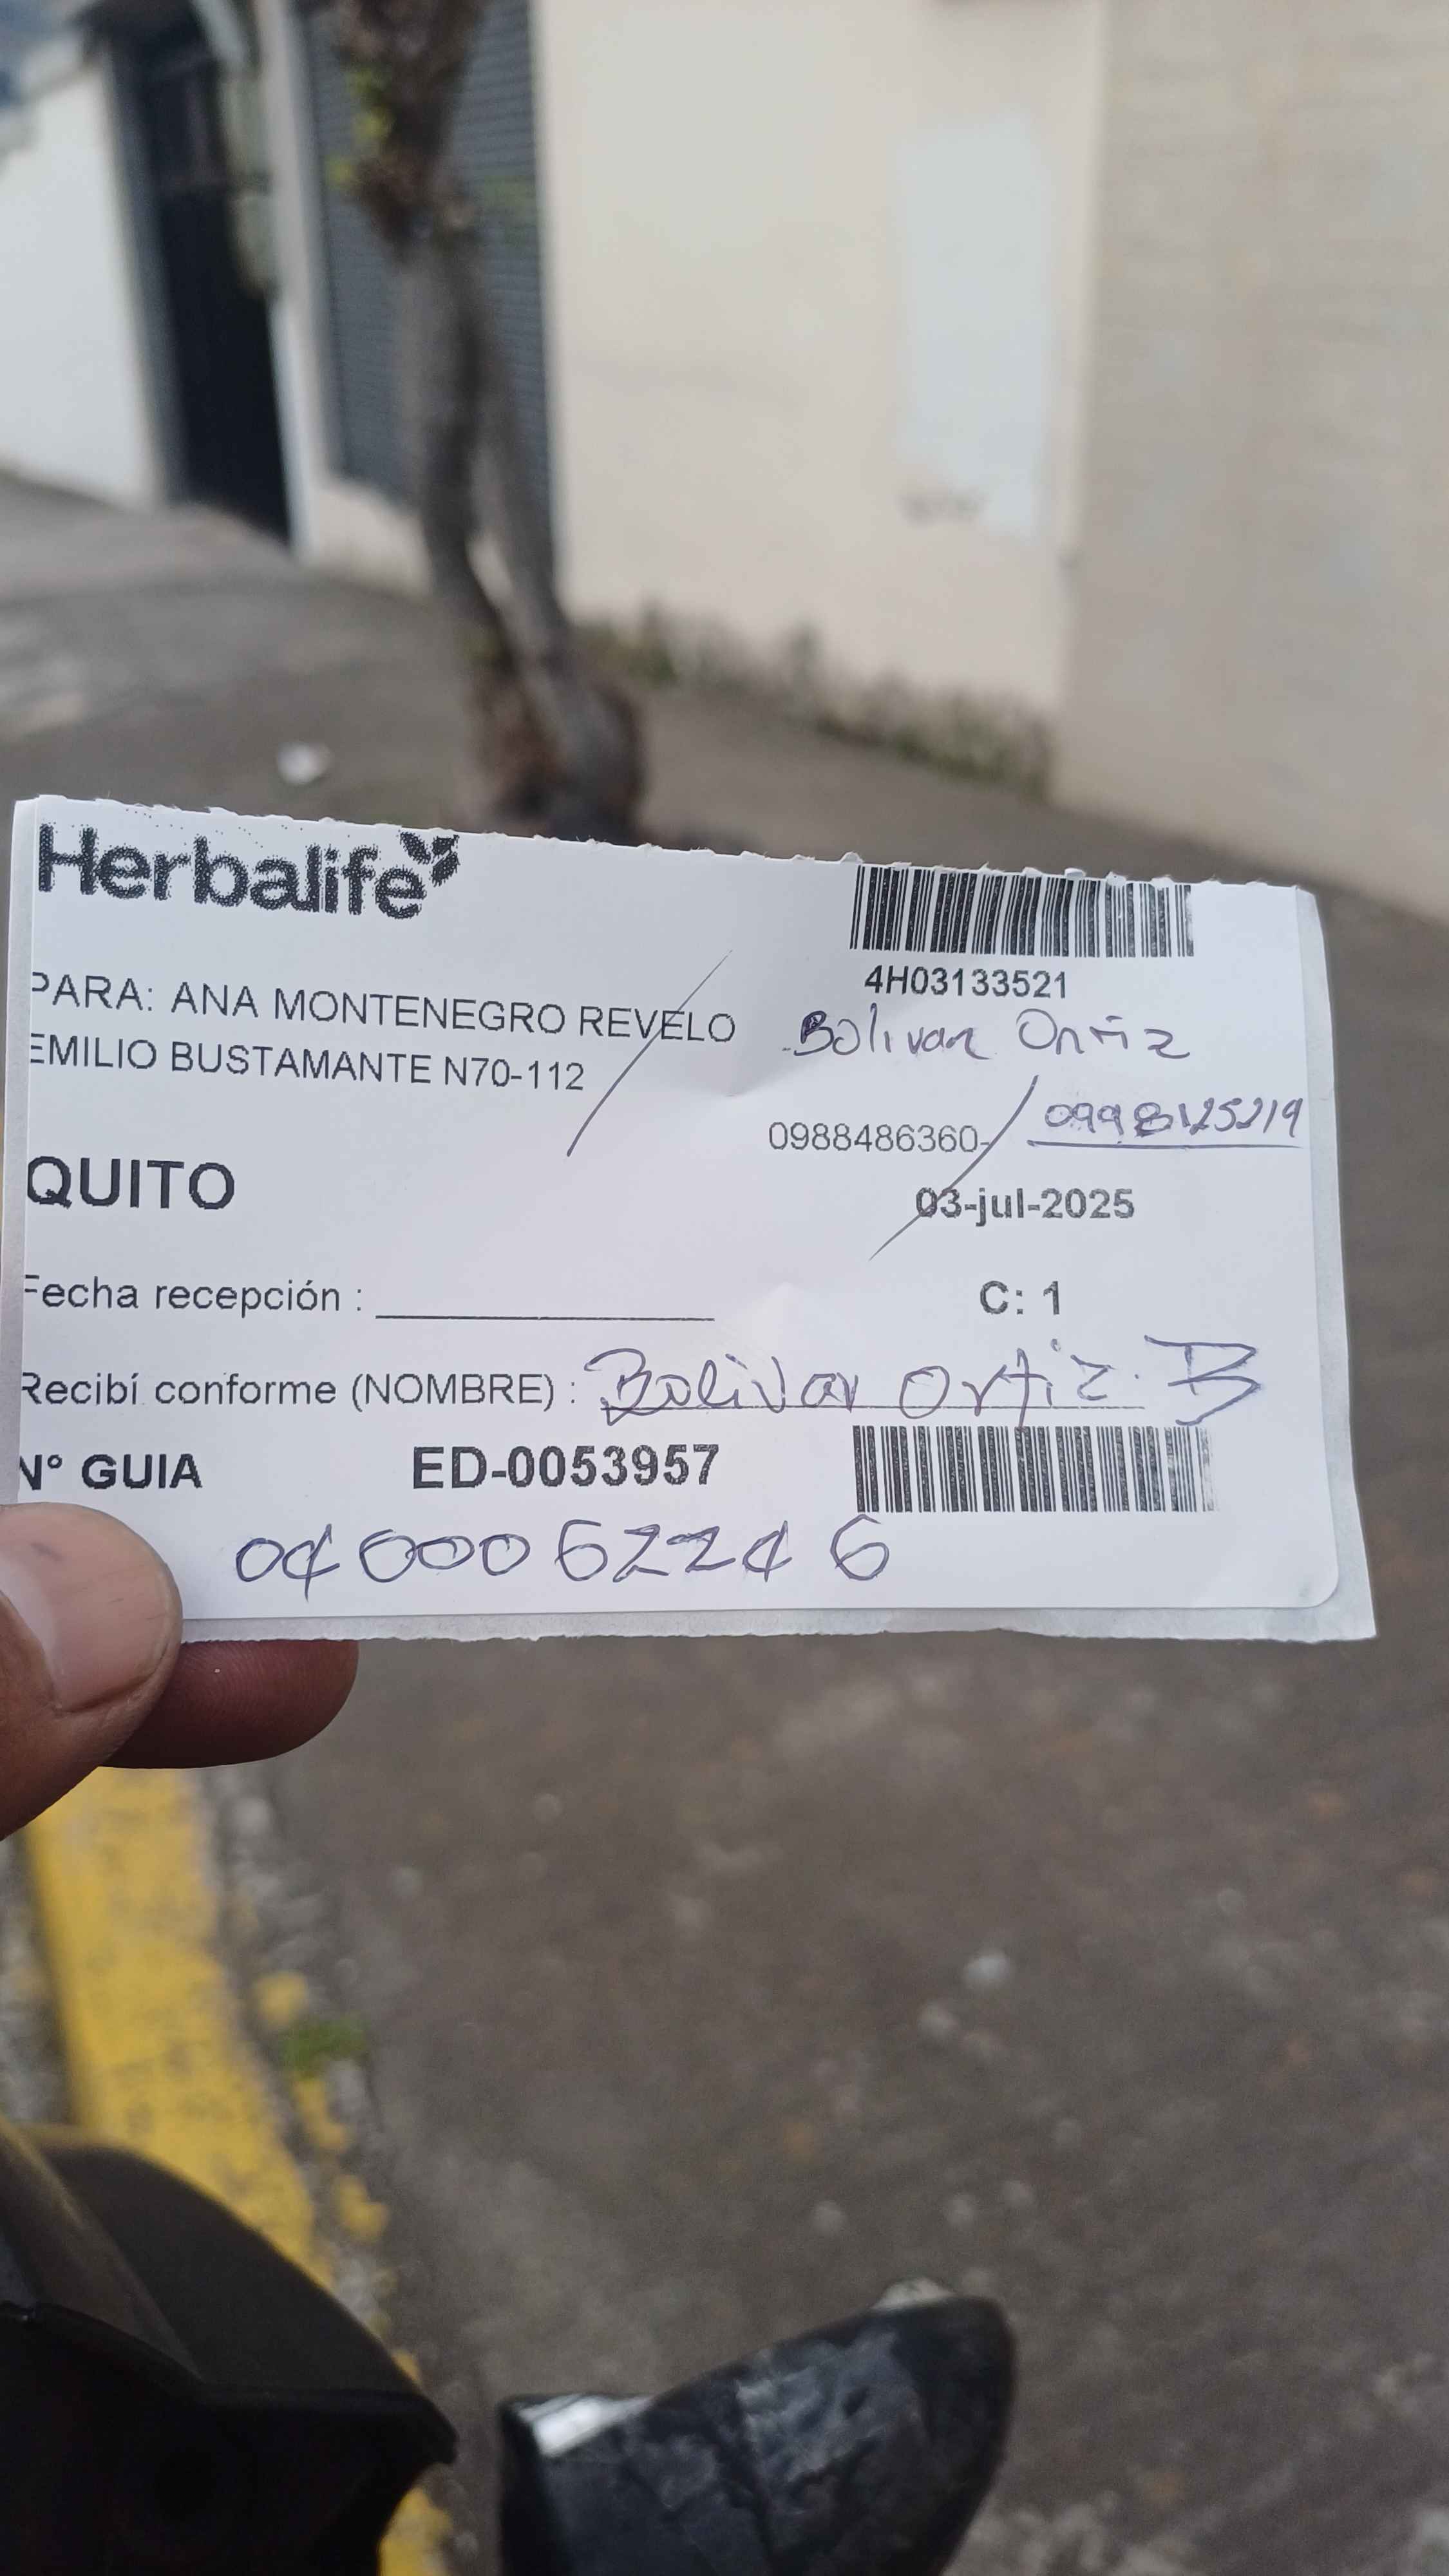 Herbalife
4H03133521
PARA: ANA MONTENEGRO REVELO
Bolivar Ortiz
EMILIO BUSTAMANTE N70-112
0988486360-
0998125219
QUITO
03-jul-2025
Fecha recepción :
C: 1
Recibí conforme (NOMBRE) : Bolivar Ortiz B
N° GUIA ED-0053957